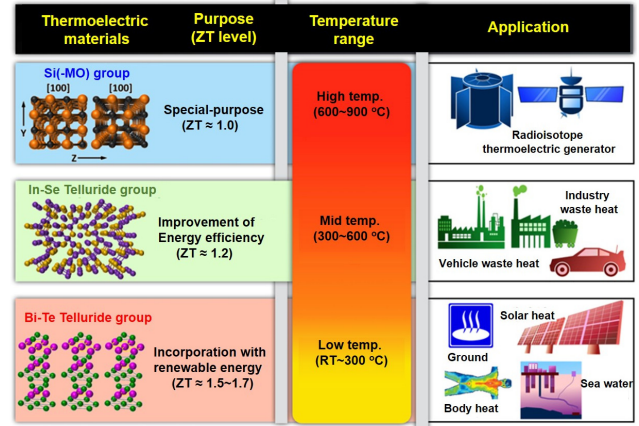 Thermoelectric
materials
Purpose
(ZT level)
Temperature
range
Application
Si(-MO) group
[100]
[100]
Y
Z
Special-purpose
(ZT ≈ 1.0)
High temp.
(600~900 ºC)
Radioisotope
thermoelectric generator
In-Se Telluride group
Improvement of
Energy efficiency
(ZT ≈ 1.2)
Mid temp.
(300~600 ºC)
Industry
waste heat
Vehicle waste heat
Bi-Te Telluride group
Incorporation with
renewable energy
(ZT ≈ 1.5~1.7)
Low temp.
(RT~300 ºC)
Solar heat
Ground
Sea water
Body heat